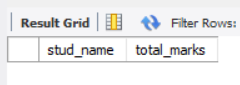 Result Grid Filter Rows:
stud_name total_marks